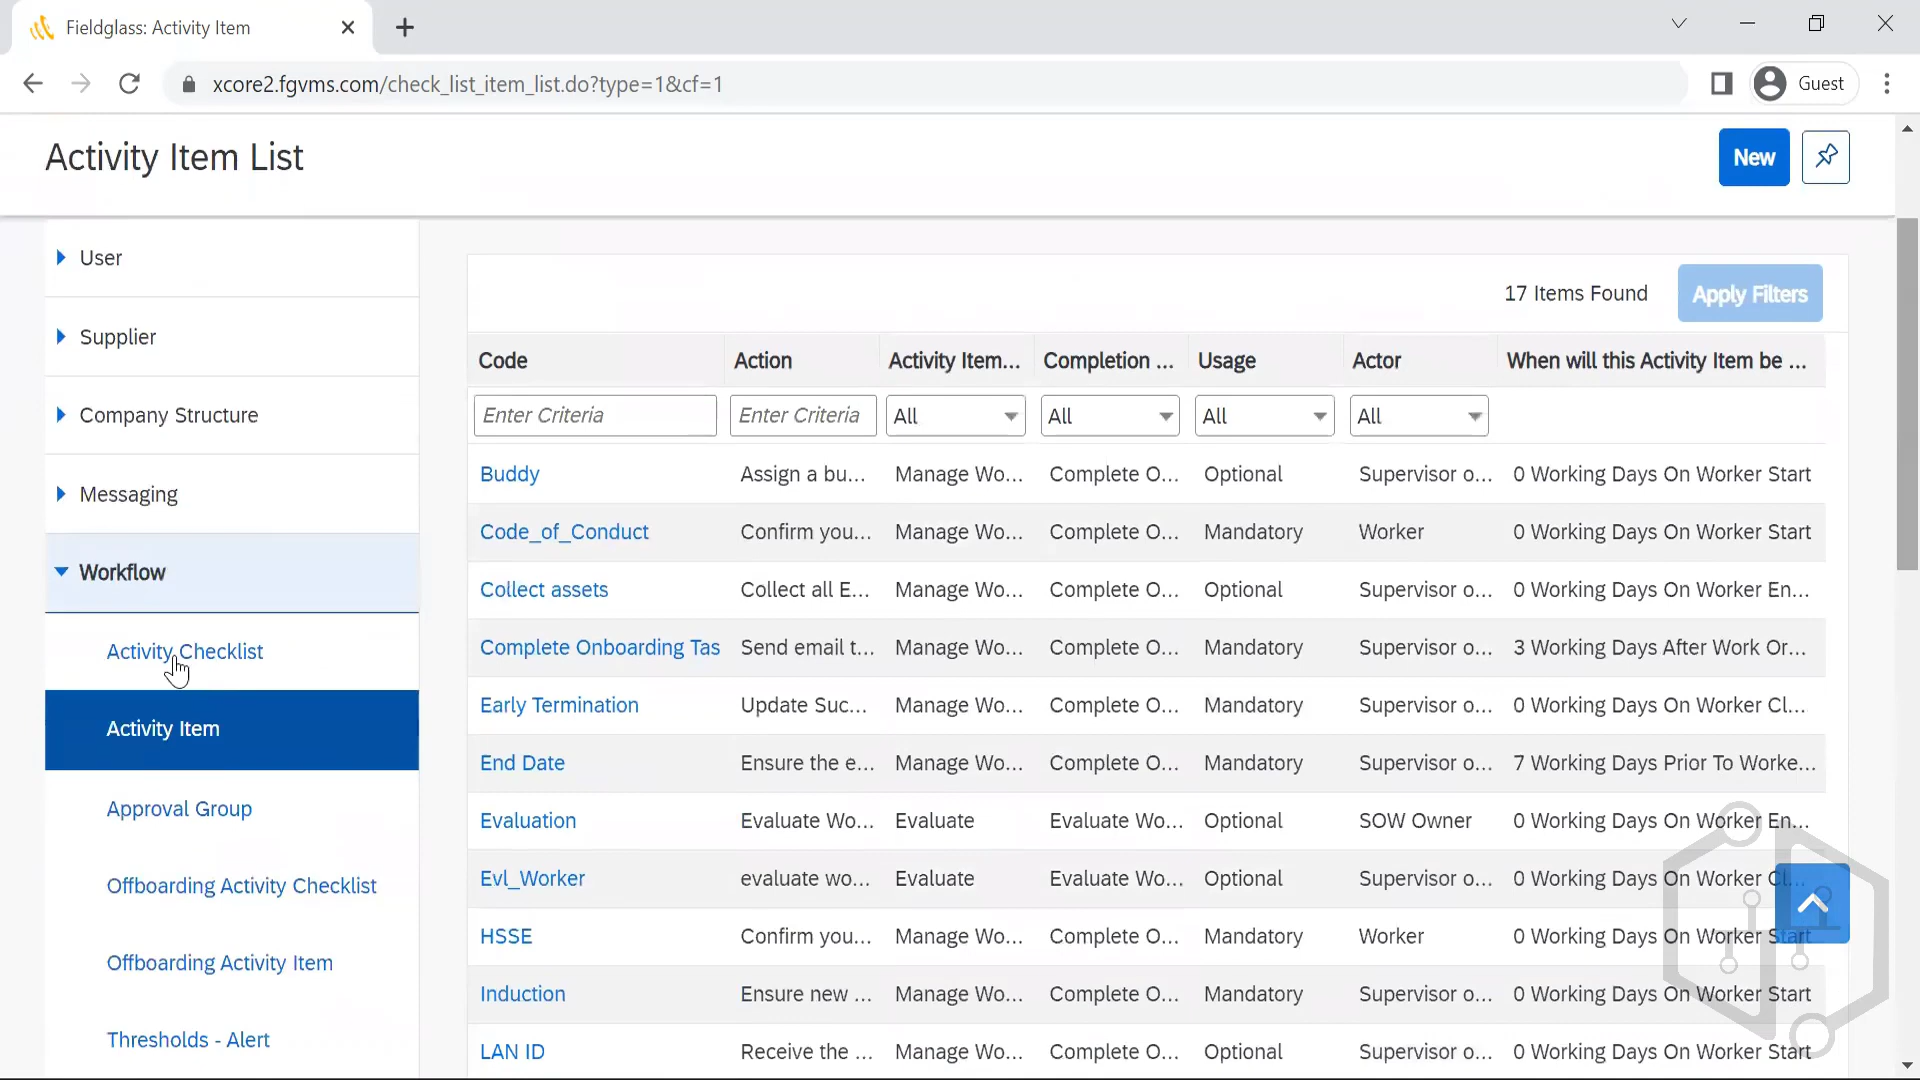 Fieldglass: Activity Item
xcore2.fgvms.com/check_list_item_list.do?type=1&cf=1
Guest
Activity Item List
New
User
Supplier
Company Structure
Messaging
Workflow
Activity Checklist
Activity Item
Approval Group
Offboarding Activity Checklist
Offboarding Activity Item
Thresholds - Alert
17 Items Found
Apply Filters
Code Action Activity Item... Completion ... Usage Actor When will this Activity Item be ...
Enter Criteria Enter Criteria All All All All
Buddy Assign a bu... Manage Wo... Complete O... Optional Supervisor o... 0 Working Days On Worker Start
Code_of_Conduct Confirm you... Manage Wo... Complete O... Mandatory Worker 0 Working Days On Worker Start
Collect assets Collect all E... Manage Wo... Complete O... Optional Supervisor o... 0 Working Days On Worker En...
Complete Onboarding Tas Send email t... Manage Wo... Complete O... Mandatory Supervisor o... 3 Working Days After Work Or...
Early Termination Update Suc... Manage Wo... Complete O... Mandatory Supervisor o... 0 Working Days On Worker Cl...
End Date Ensure the e... Manage Wo... Complete O... Mandatory Supervisor o... 7 Working Days Prior To Worke...
Evaluation Evaluate Wo... Evaluate Evaluate Wo... Optional SOW Owner 0 Working Days On Worker En...
Evl_Worker evaluate wo... Evaluate Evaluate Wo... Optional Supervisor o... 0 Working Days On Worker Cl...
HSSE Confirm you... Manage Wo... Complete O... Mandatory Worker 0 Working Days On Worker Start
Induction Ensure new ... Manage Wo... Complete O... Mandatory Supervisor o... 0 Working Days On Worker Start
LAN ID Receive the ... Manage Wo... Complete O... Optional Supervisor o... 0 Working Days On Worker Start